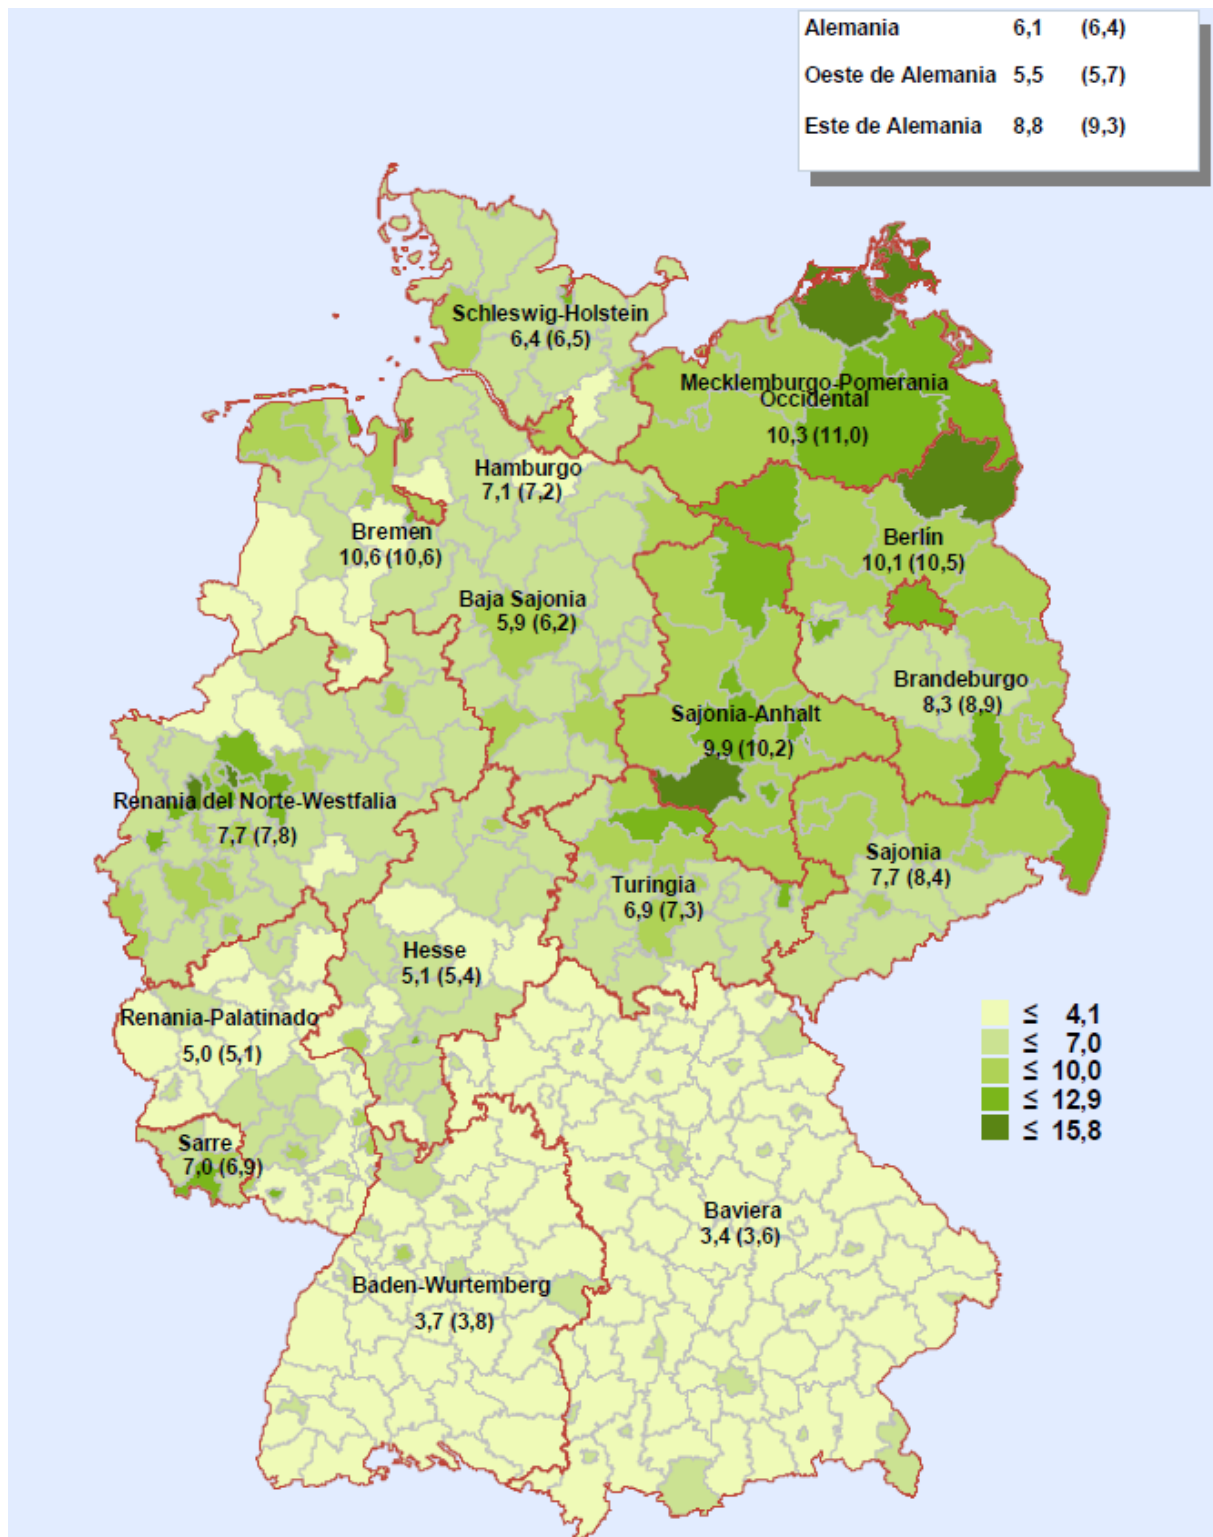 Alemania 6,1 (6,4)
Oeste de Alemania 5,5 (5,7)
Este de Alemania 8,8 (9,3)
Schleswig-Holstein
6,4 (6,5)
Mecklemburgo-Pomerania
Occidental
10,3 (11,0)
Hamburgo
7,1 (7,2)
Bremen
10,6 (10,6)
Berlín
10,1 (10,5)
Baja Sajonia
5,9 (6,2)
Brandeburgo
8,3 (8,9)
Sajonia-Anhalt
9,9 (10,2)
Renania del Norte-Westfalia
7,7 (7,8)
Sajonia
7,7 (8,4)
Turingia
6,9 (7,3)
Hesse
5,1 (5,4)
Renania-Palatinado
5,0 (5,1)
≤ 4,1
≤ 7,0
≤ 10,0
≤ 12,9
≤ 15,8
Sarre
7,0 (6,9)
Baviera
3,4 (3,6)
Baden-Wurtemberg
3,7 (3,8)